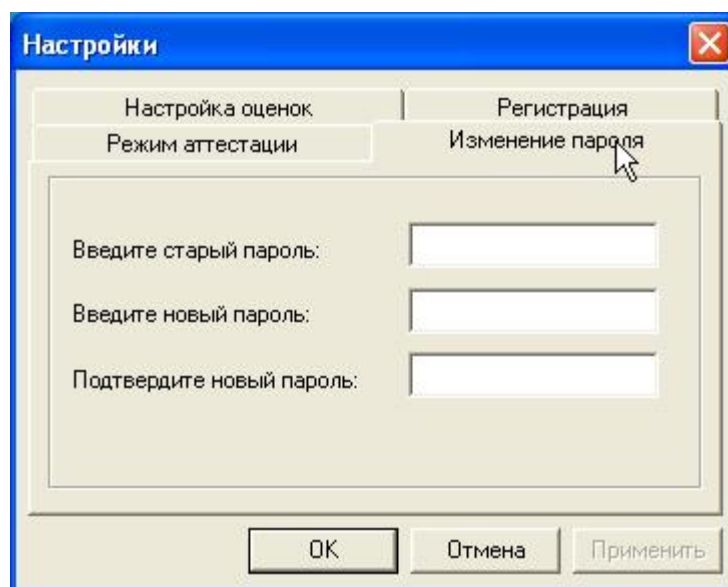 Настройки
Настройка оценок
Регистрация
Режим аттестации
Изменение пароля
Введите старый пароль:
Введите новый пароль:
Подтвердите новый пароль:
OK
Отмена
Применить